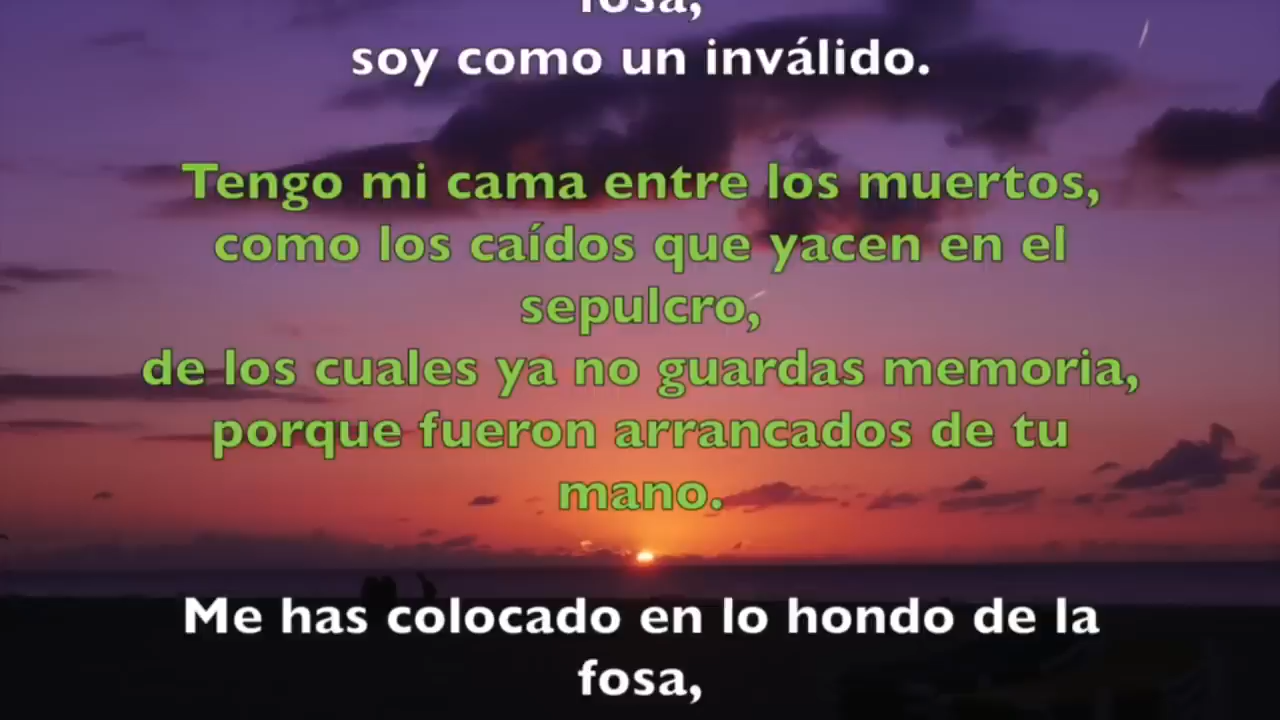 fosa,
soy como un inválido.
Tengo mi cama entre los muertos,
como los caídos que yacen en el
sepulcro,
de los cuales ya no guardas memoria,
porque fueron arrancados de tu
mano.
Me has colocado en lo hondo de la
fosa,